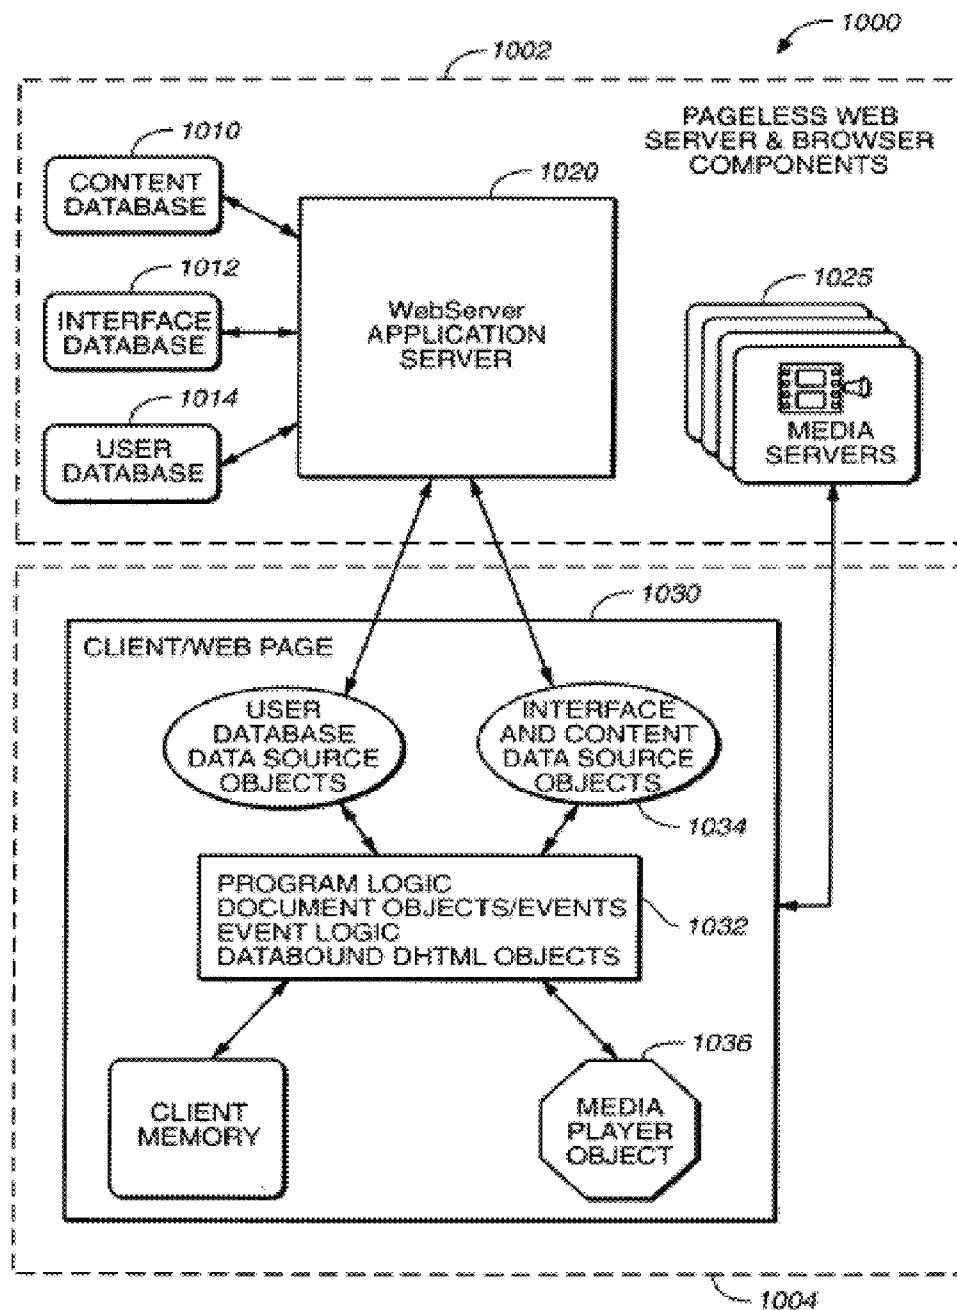 1000
1002
PAGELESS WEB
SERVER & BROWSER
COMPONENTS
1010
CONTENT
DATABASE
1020
WebServer
APPLICATION
SERVER
1012
INTERFACE
DATABASE
1025
MEDIA
SERVERS
1014
USER
DATABASE
1030
CLIENT/WEB PAGE
USER
DATABASE
DATA SOURCE
OBJECTS
INTERFACE
AND CONTENT
DATA SOURCE
OBJECTS
1034
PROGRAM LOGIC
DOCUMENT OBJECTS/EVENTS
EVENT LOGIC
DATABOUND DHTML OBJECTS
1032
CLIENT
MEMORY
1036
MEDIA
PLAYER
OBJECT
1004